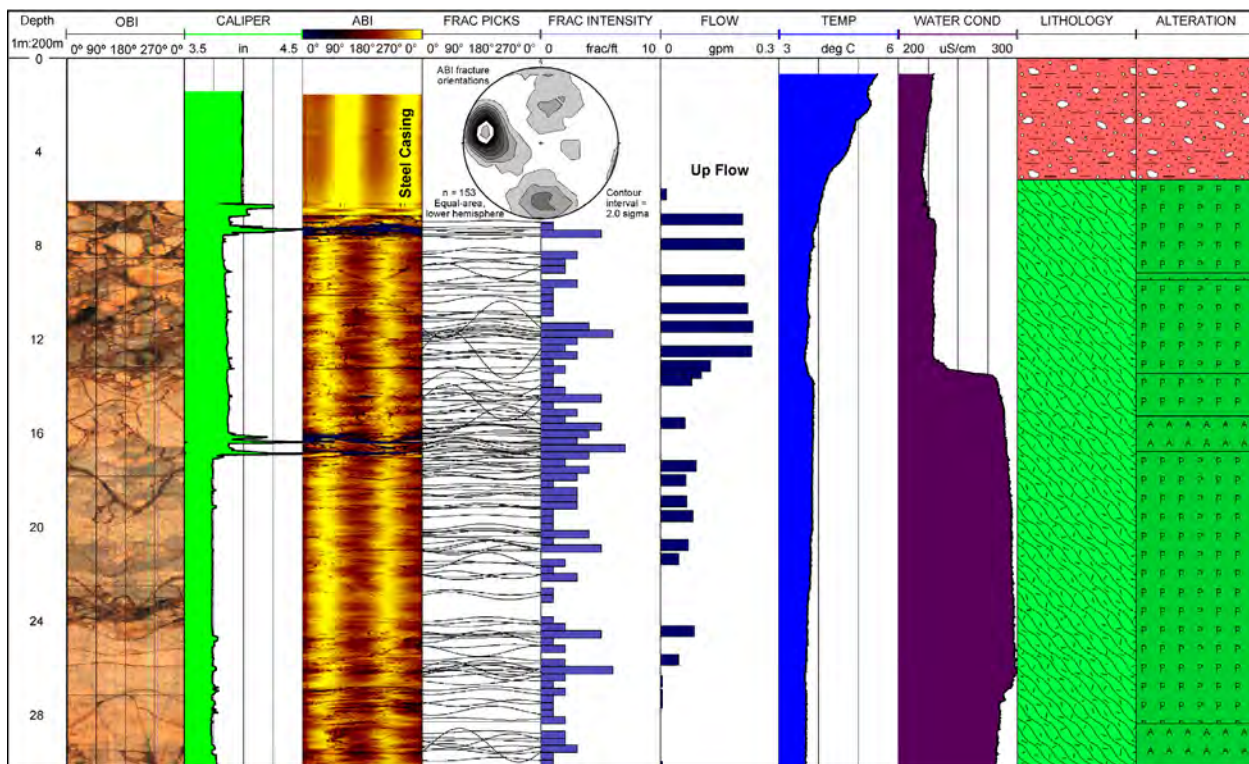 Depth
1m:200m
OBI
0° 90° 180° 270° 0°
CALIPER
3.5 in 4.5
ABI
0° 90° 180° 270° 0°
FRAC PICKS
0° 90° 180° 270° 0°
FRAC INTENSITY
0 frac/ft 10
FLOW
0 gpm 0.3
TEMP
3 deg C 6
WATER COND
200 uS/cm 300
LITHOLOGY
ALTERATION
0
4
8
12
16
20
24
28
Steel Casing
ABI fracture
orientations
n = 153
Equal-area,
lower hemisphere
Contour
interval =
2.0 sigma
Up Flow
P P P P P P
P P P P P P
P P P P P P
P P P P P P
A A A A A A
P P P P P P
P P P P P P
P P P P P P
P P P P P P
P P P P P P
P P P P P P
A A A A A A
A A A A A A
P P P P P P
P P P P P P
P P P P P P
P P P P P P
P P P P P P
P P P P P P
P P P P P P
P P P P P P
P P P P P P
P P P P P P
P P P P P P
P P P P P P
P P P P P P
A A A A A A
A A A A A A